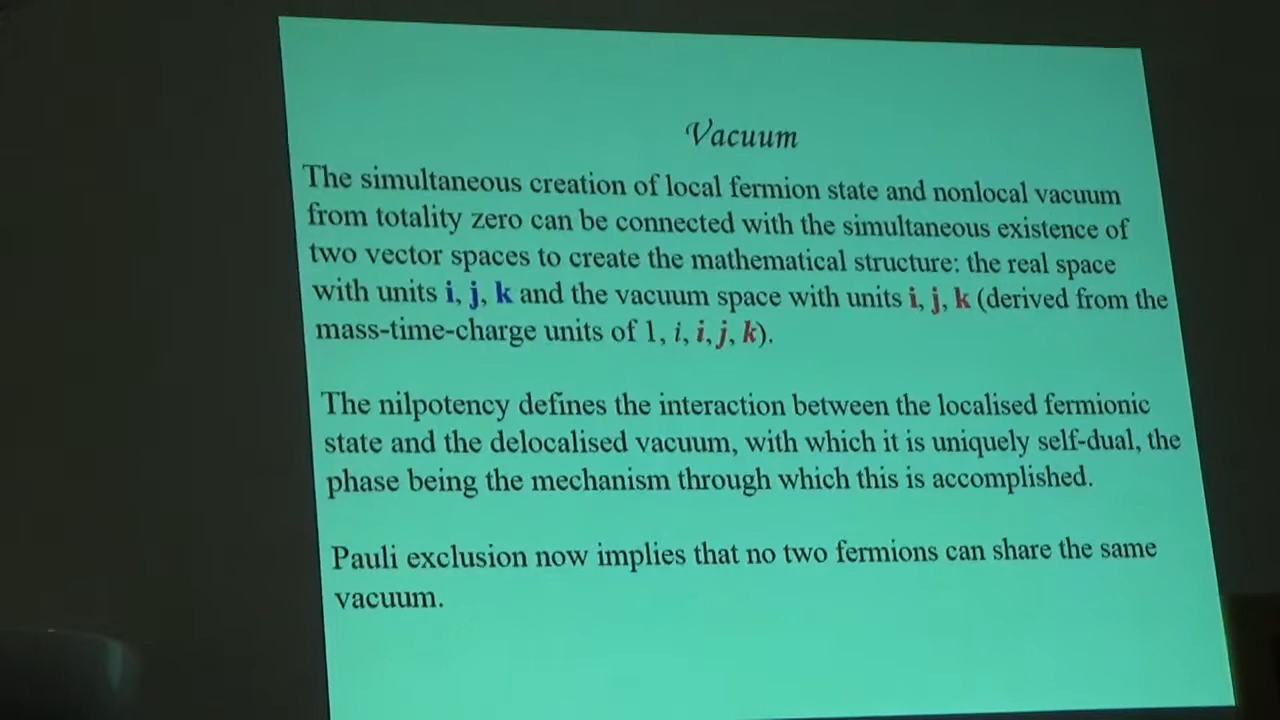 Vacuum
The simultaneous creation of local fermion state and nonlocal vacuum
from totality zero can be connected with the simultaneous existence of
two vector spaces to create the mathematical structure: the real space
with units i, j, k and the vacuum space with units i, j, k (derived from the
mass-time-charge units of 1, i, i, j, k).
The nilpotency defines the interaction between the localised fermionic
state and the delocalised vacuum, with which it is uniquely self-dual, the
phase being the mechanism through which this is accomplished.
Pauli exclusion now implies that no two fermions can share the same
vacuum.